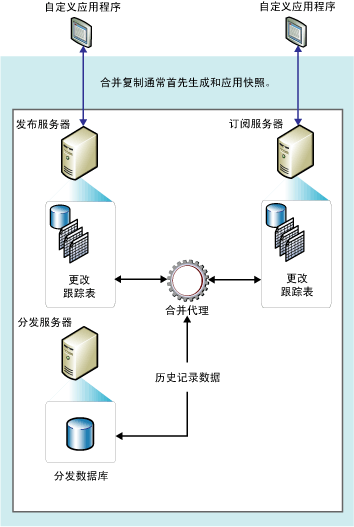 自定义应用程序
自定义应用程序
合并复制通常首先生成和应用快照。
发布服务器
订阅服务器
更改
跟踪表
更改
跟踪表
合并代理
分发服务器
历史记录数据
分发数据库